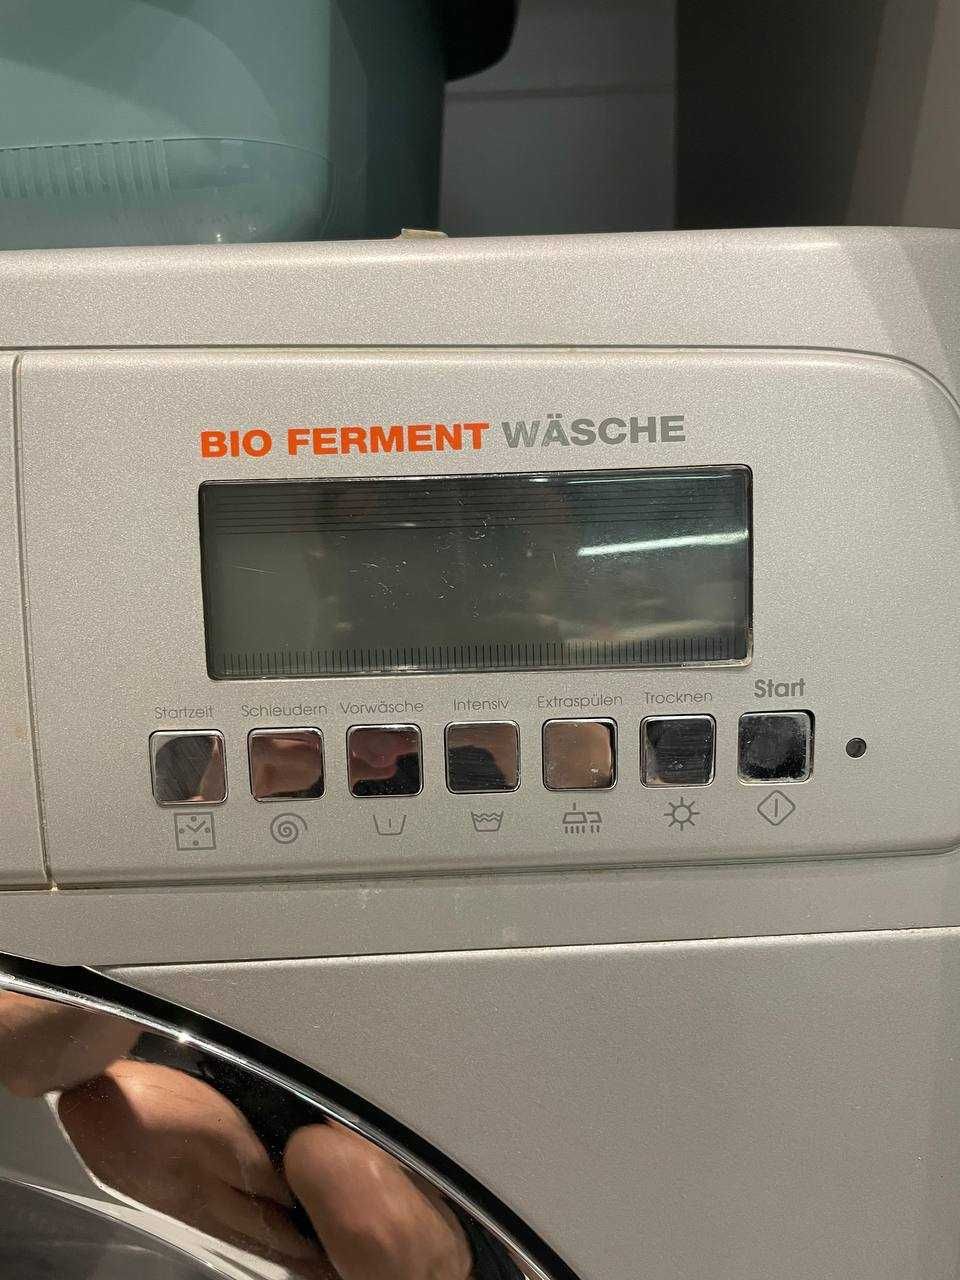 BIO FERMENT WÄSCHE
Startzeit Schleudern Vorwäsche Intensiv Extraspülen Trocknen Start